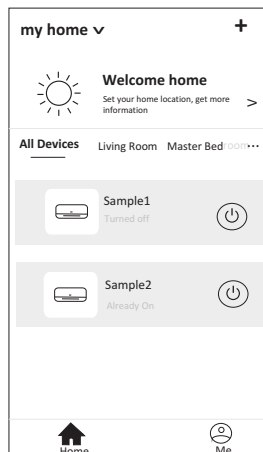 my home
Welcome home
Set your home location, get more
information
All Devices Living Room Master Bedroom
Sample1
Turned off
Sample2
Already On
Home Me